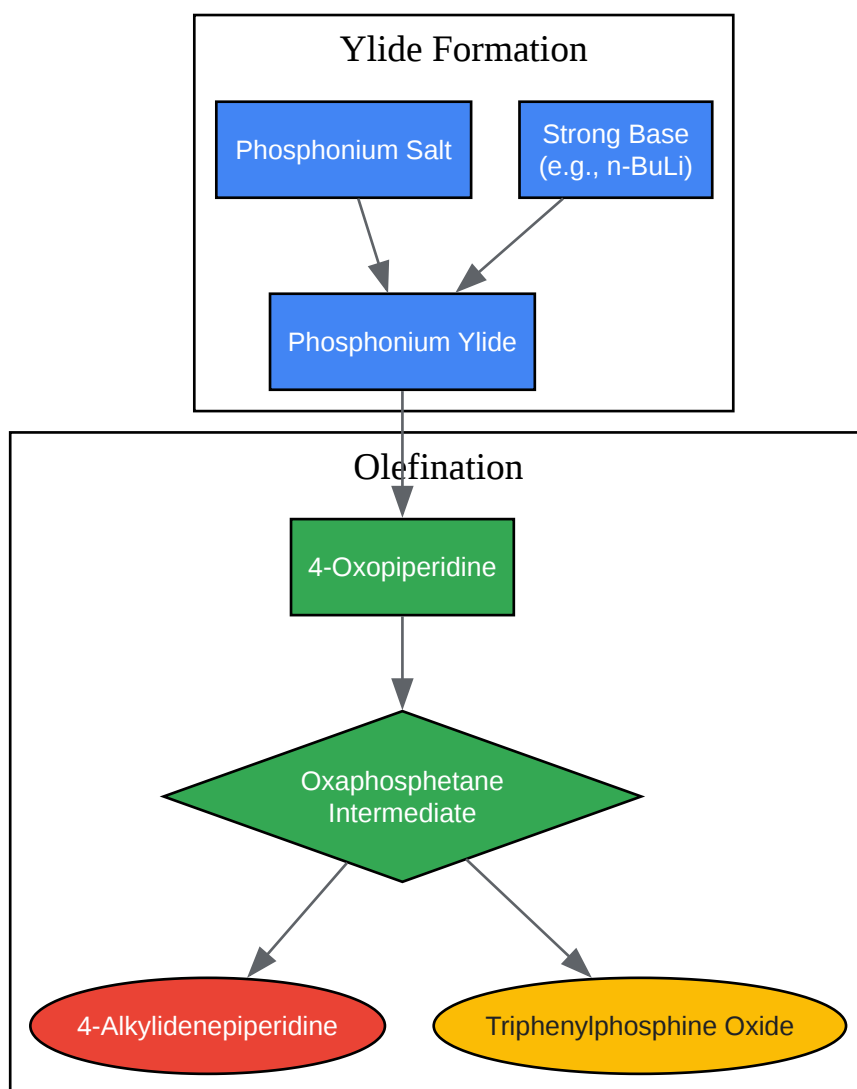 Ylide Formation
Phosphonium Salt
Strong Base
(e.g., n-BuLi)
Phosphonium Ylide
Olefination
4-Oxopiperidine
Oxaphosphetane
Intermediate
4-Alkylidenepiperidine
Triphenylphosphine Oxide